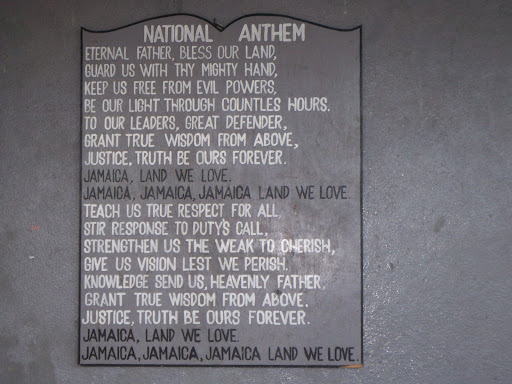 NATIONAL ANTHEM
ETERNAL FATHER, BLESS OUR LAND,
GUARD US WITH THY MIGHTY HAND,
KEEP US FREE FROM EVIL POWERS,
BE OUR LIGHT THROUGH COUNTLES HOURS.
TO OUR LEADERS, GREAT DEFENDER,
GRANT TRUE WISDOM FROM ABOVE,
JUSTICE, TRUTH BE OURS FOREVER.
JAMAICA, LAND WE LOVE.
JAMAICA, JAMAICA, JAMAICA LAND WE LOVE.
TEACH US TRUE RESPECT FOR ALL,
STIR RESPONSE TO DUTY'S CALL,
STRENGTHEN US THE WEAK TO CHERISH,
GIVE US VISION LEST WE PERISH.
KNOWLEDGE SEND US, HEAVENLY FATHER.
GRANT TRUE WISDOM FROM ABOVE.
JUSTICE, TRUTH BE OURS FOREVER.
JAMAICA, LAND WE LOVE.
JAMAICA, JAMAICA, JAMAICA LAND WE LOVE.